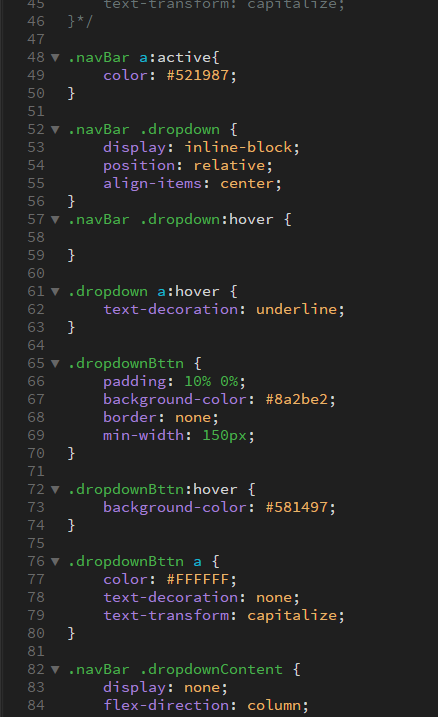 45 text-transform: capitalize;
46 }*/
47
48 .navBar a:active{
49 color: #521987;
50 }
51
52 .navBar .dropdown {
53 display: inline-block;
54 position: relative;
55 align-items: center;
56 }
57 .navBar .dropdown:hover {
58
59 }
60
61 .dropdown a:hover {
62 text-decoration: underline;
63 }
64
65 .dropdownBttn {
66 padding: 10% 0%;
67 background-color: #8a2be2;
68 border: none;
69 min-width: 150px;
70 }
71
72 .dropdownBttn:hover {
73 background-color: #581497;
74 }
75
76 .dropdownBttn a {
77 color: #FFFFFF;
78 text-decoration: none;
79 text-transform: capitalize;
80 }
81
82 .navBar .dropdownContent {
83 display: none;
84 flex-direction: column;